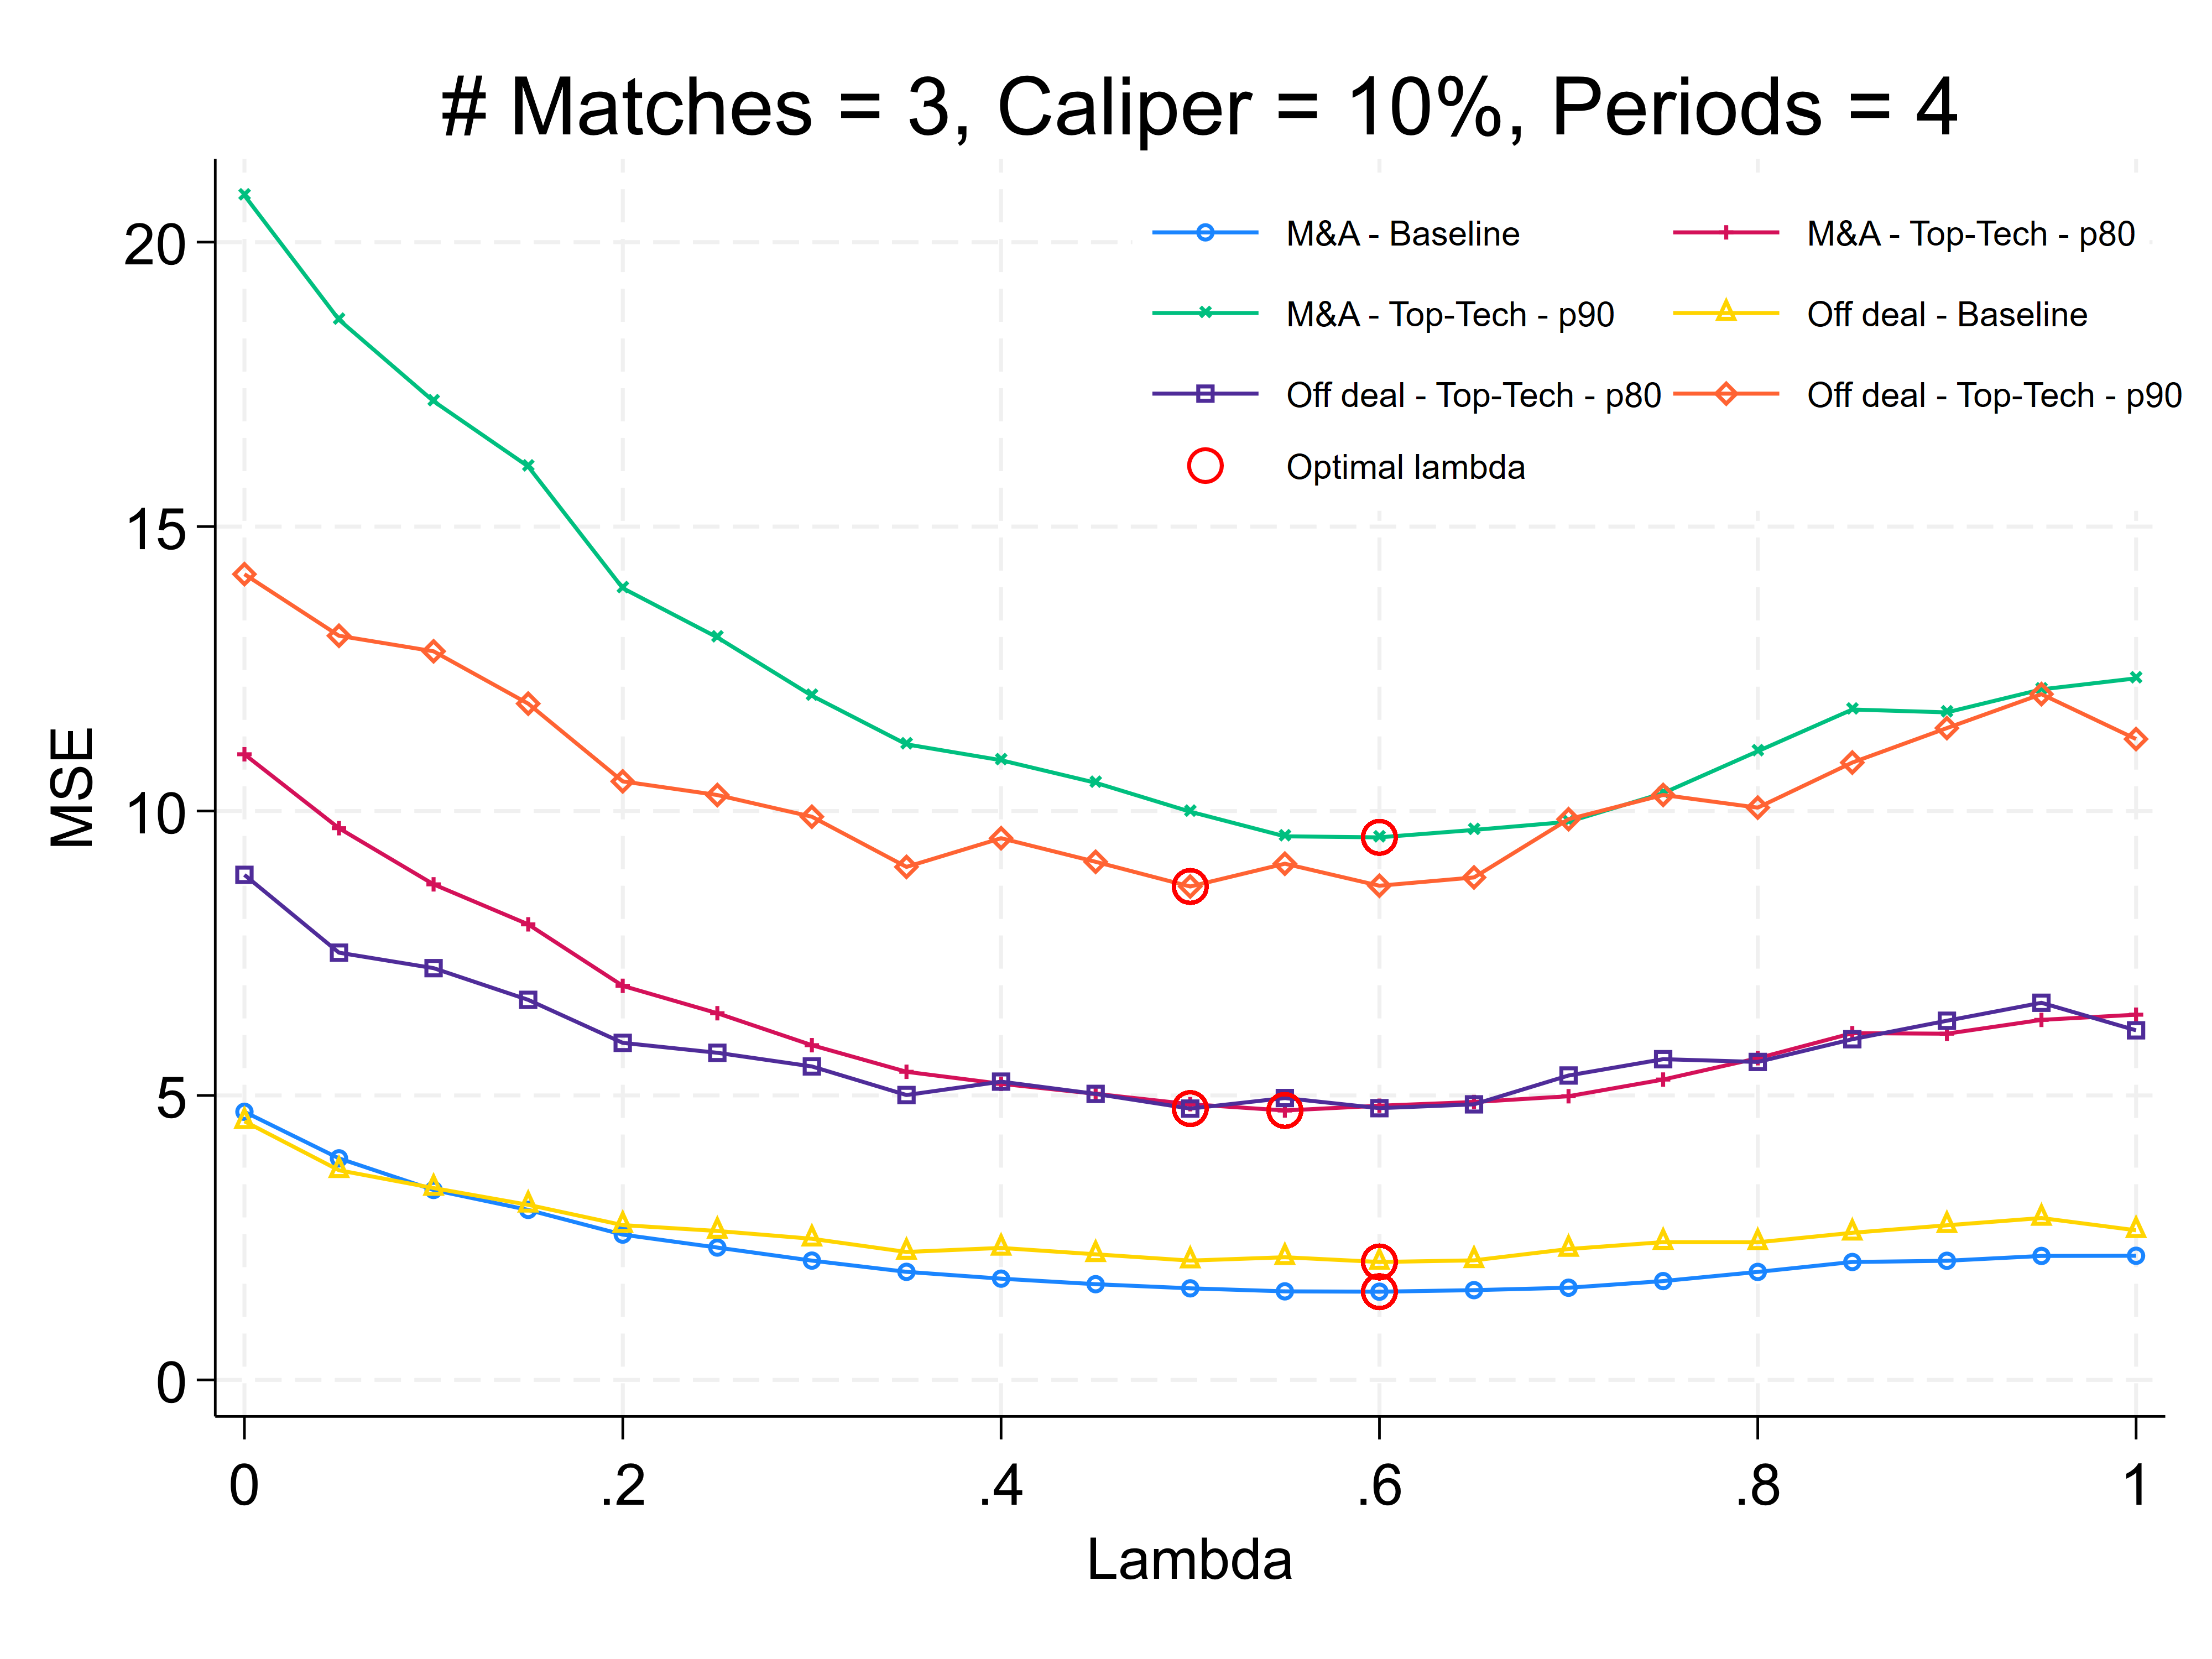 # Matches = 3, Caliper = 10%, Periods = 4
M&A - Baseline
M&A - Top-Tech - p80
M&A - Top-Tech - p90
Off deal - Baseline
Off deal - Top-Tech - p80
Off deal - Top-Tech - p90
Optimal lambda
MSE
20
15
10
5
0
0 .2 .4 .6 .8 1
Lambda